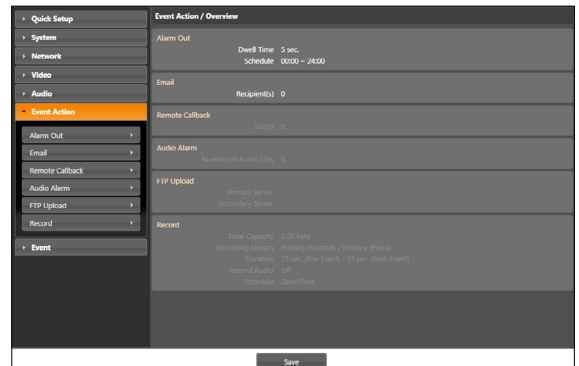 Quick Setup
System
Network
Video
Audio
Event Action
Alarm Out
Email
Remote Callback
Audio Alarm
FTP Upload
Record
Event
Event Action / Overview
Alarm Out
Dwell Time 5 sec.
Schedule 00:00 ~ 24:00
Email
Recipient(s) 0
Remote Callback
Site(s) 0
Audio Alarm
Number of Audio Files 0
FTP Upload
Primary Server
Secondary Server
Record
Total Capacity 0.00 byte
Recording Stream Primary (Normal) / Primary (Event)
Duration 15 sec. (Pre-Event) / 15 sec. (Post-Event)
Record Audio Off
Schedule Date/Time
Save